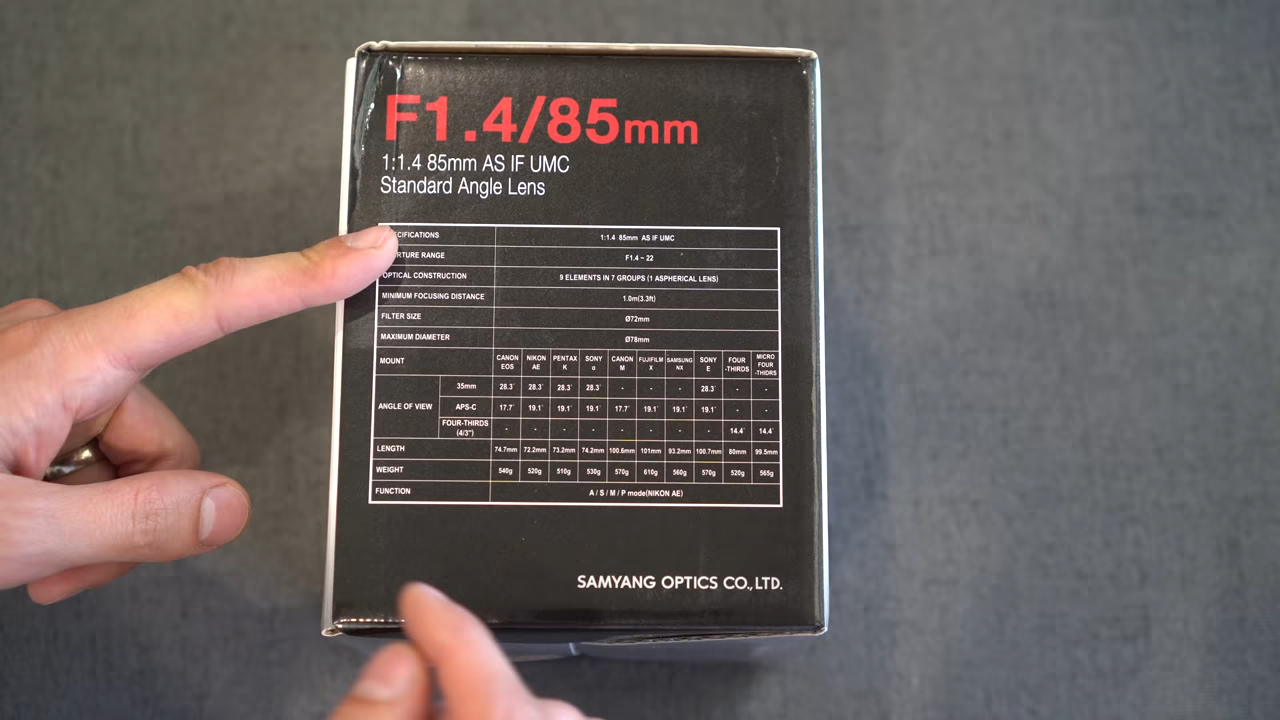 F1.4/85mm
1:1.4 85mm AS IF UMC
Standard Angle Lens
1:1.4 85mm AS IF UMC
RANGE F1.4 ~ 22
OPTICAL CONSTRUCTION 9 ELEMENTS IN 7 GROUPS (1 ASPHERICAL LENS)
MINIMUM FOCUSING DISTANCE 1.0m(3.3ft)
FILTER SIZE Ø72mm
MAXIMUM DIAMETER Ø78mm
MOUNT CANON EOS NIKON AE PENTAX K SONY α CANON M FUJIFILM X SAMSUNG NX SONY E FOUR -THIRDS MICRO FOUR -THIDRS
ANGLE OF VIEW 35mm 28.3˚ 28.3˚ 28.3˚ 28.3˚ - - - 28.3˚ - -
APS-C 17.7˚ 19.1˚ 19.1˚ 19.1˚ 17.7˚ 19.1˚ 19.1˚ 19.1˚ - -
FOUR-THIRDS (4/3") - - - - - - - - 14.4˚ 14.4˚
LENGTH 74.7mm 72.2mm 73.2mm 74.2mm 100.6mm 101mm 93.2mm 100.7mm 80mm 99.5mm
WEIGHT 540g 520g 510g 530g 570g 610g 560g 570g 520g 565g
FUNCTION A / S / M / P mode(NIKON AE)
SAMYANG OPTICS CO.,LTD.